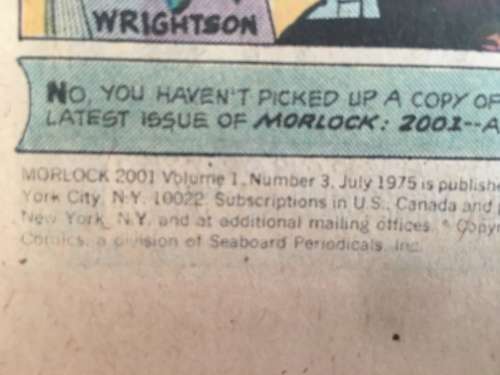 WRIGHTSON
NO, YOU HAVEN'T PICKED UP A COPY OF
LATEST ISSUE OF MORLOCK: 2001--A
MORLOCK 2001 Volume 1, Number 3, July 1975 is publish
York City, N.Y. 10022. Subscriptions in U.S., Canada and
New York, N.Y. and at additional mailing offices. * Copy
Comics, a division of Seaboard Periodicals, Inc.